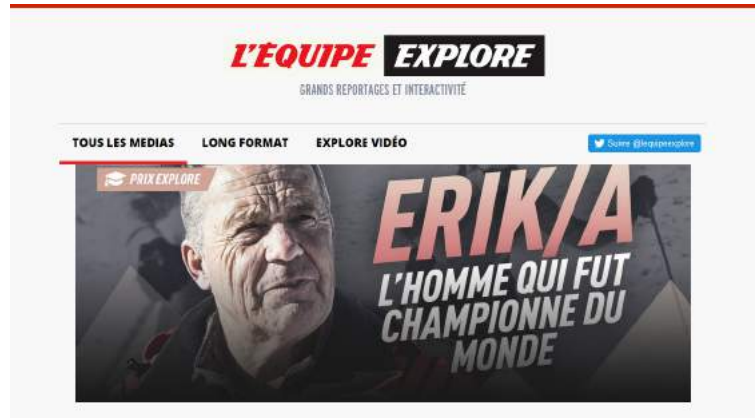 L'ÉQUIPE EXPLORE
GRANDS REPORTAGES ET INTERACTIVITÉ
TOUS LES MEDIAS LONG FORMAT EXPLORE VIDÉO Suivre @lequipeexplore
PRIX EXPLORE
ERIK/A
L'HOMME QUI FUT
CHAMPIONNE DU
MONDE